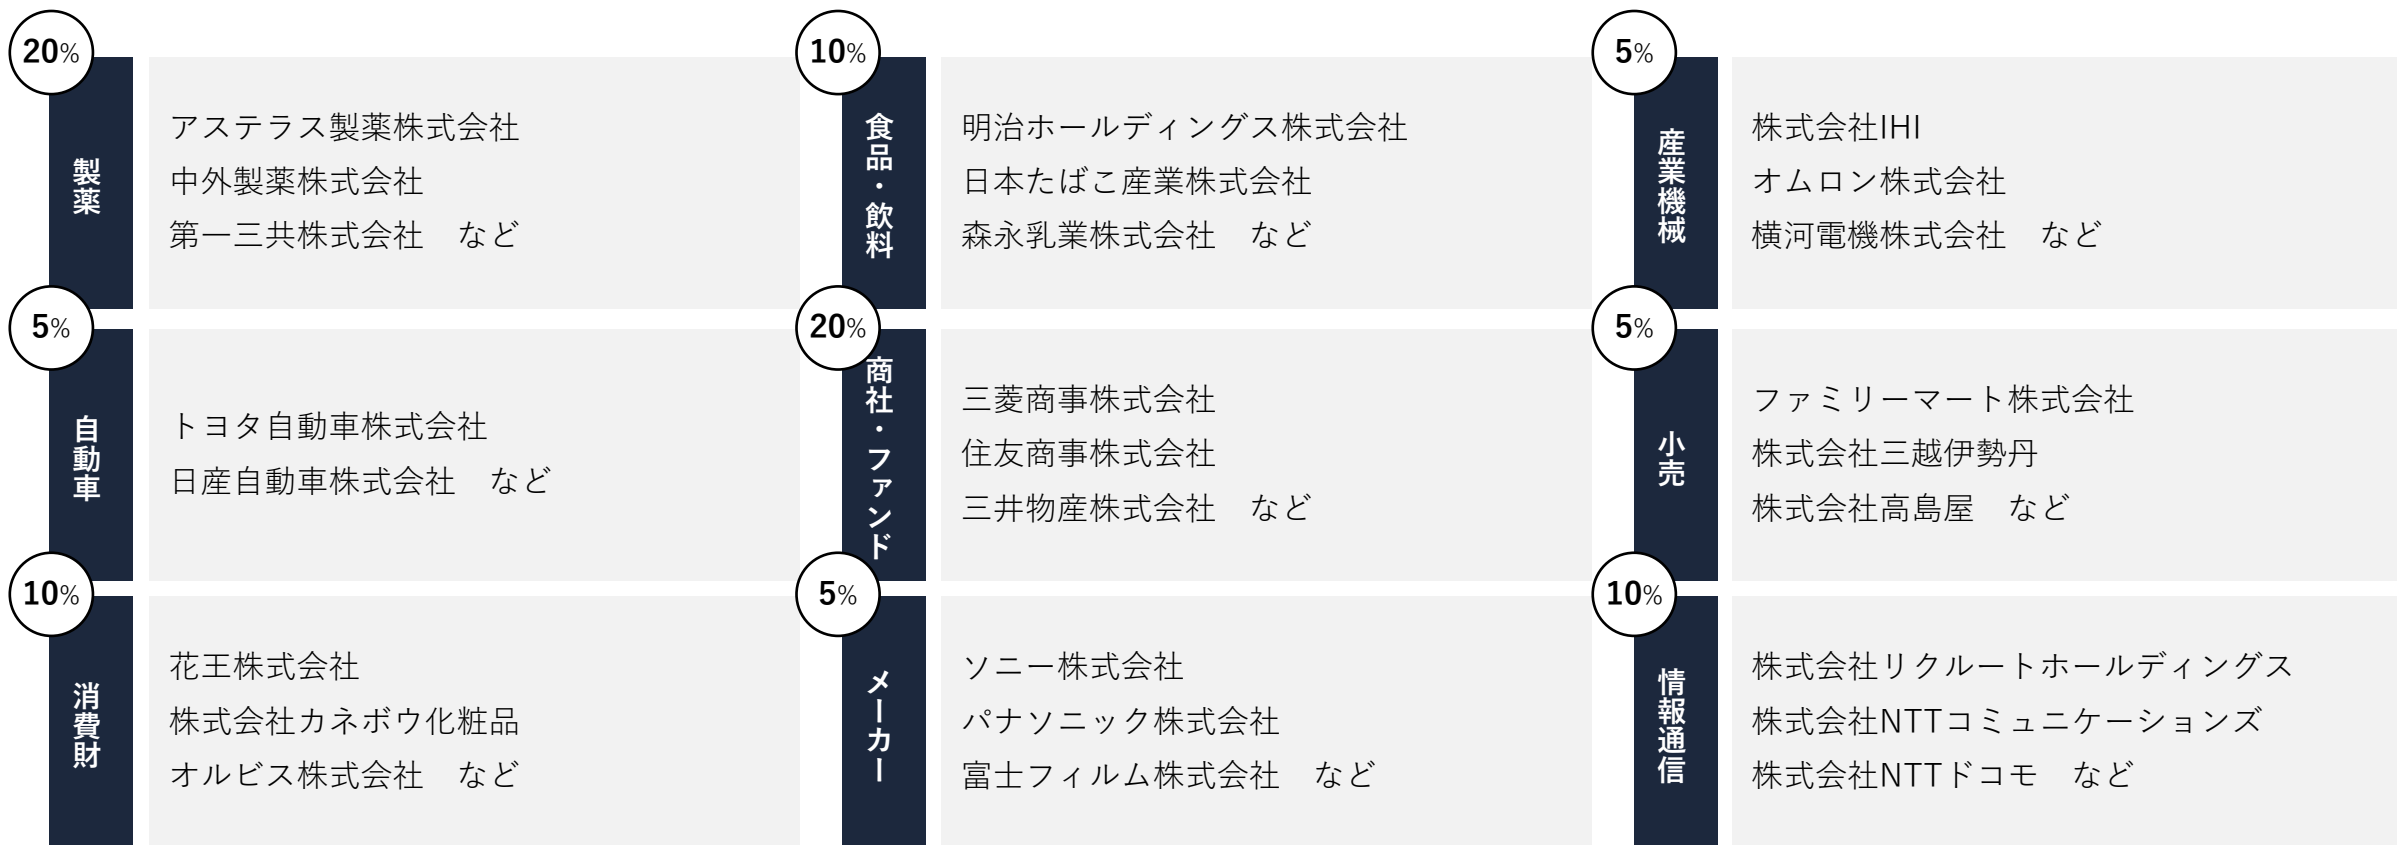 20%
製薬
アステラス製薬株式会社
中外製薬株式会社
第一三共株式会社　など
10%
食品・飲料
明治ホールディングス株式会社
日本たばこ産業株式会社
森永乳業株式会社　など
5%
産業機械
株式会社IHI
オムロン株式会社
横河電機株式会社　など
5%
自動車
トヨタ自動車株式会社
日産自動車株式会社　など
20%
商社・ファンド
三菱商事株式会社
住友商事株式会社
三井物産株式会社　など
5%
小売
ファミリーマート株式会社
株式会社三越伊勢丹
株式会社高島屋　など
10%
消費財
花王株式会社
株式会社カネボウ化粧品
オルビス株式会社　など
5%
メーカー
ソニー株式会社
パナソニック株式会社
富士フィルム株式会社　など
10%
情報通信
株式会社リクルートホールディングス
株式会社NTTコミュニケーションズ
株式会社NTTドコモ　など